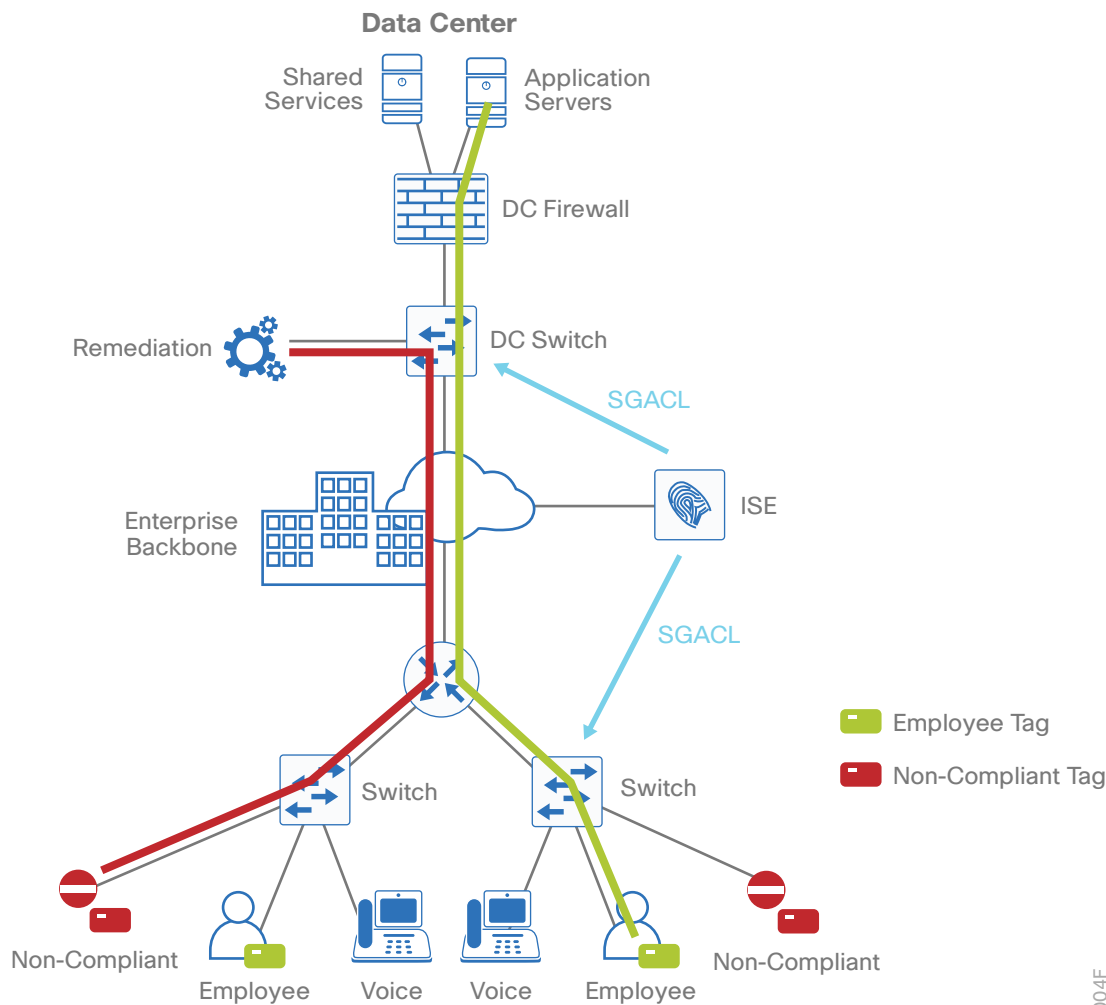 Data Center
Shared
Services
Application
Servers
DC Firewall
Remediation
DC Switch
SGACL
Enterprise
Backbone
ISE
SGACL
Employee Tag
Non-Compliant Tag
Switch
Switch
Non-Compliant
Employee
Voice
Voice
Employee
Non-Compliant